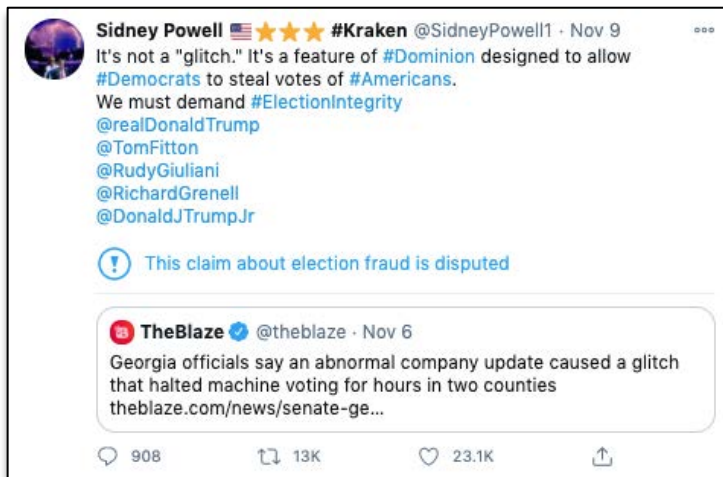 Sidney Powell 🇺🇸⭐⭐⭐ #Kraken @SidneyPowell1 · Nov 9
It's not a "glitch." It's a feature of #Dominion designed to allow
#Democrats to steal votes of #Americans.
We must demand #ElectionIntegrity
@realDonaldTrump
@TomFitton
@RudyGiuliani
@RichardGrenell
@DonaldJTrumpJr
This claim about election fraud is disputed
TheBlaze @theblaze · Nov 6
Georgia officials say an abnormal company update caused a glitch
that halted machine voting for hours in two counties
theblaze.com/news/senate-ge...
908 13K 23.1K